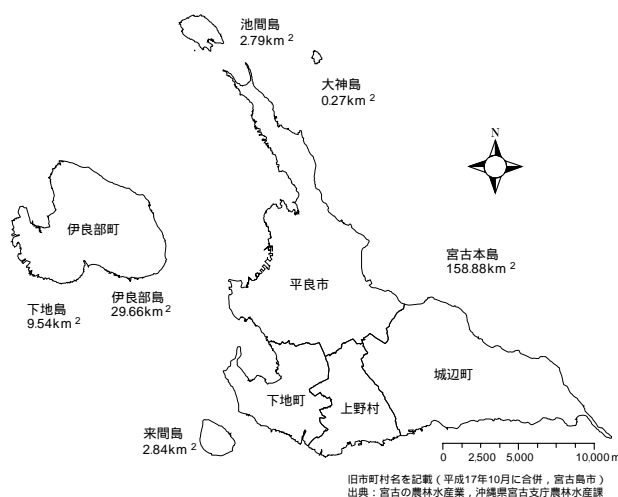 池間島
2.79km²
大神島
0.27km²
N
伊良部町
宮古本島
158.88km²
平良市
下地島
9.54km²
伊良部島
29.66km²
城辺町
下地町
上野村
来間島
2.84km²
0 2,500 5,000 10,000 m
旧市町村名を記載（平成17年10月に合併，宮古島市）
出典：宮古の農林水産業，沖縄県宮古支庁農林水産課